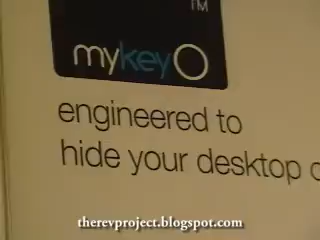 TM
mykeyO
engineered to
hide your desktop
therevproject.blogspot.com